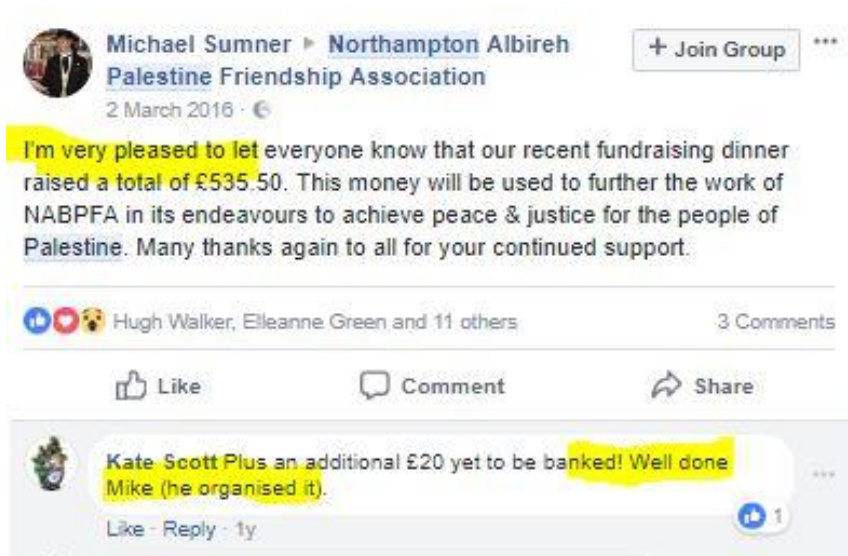 Michael Sumner ▸ Northampton Albireh
Palestine Friendship Association
+ Join Group
2 March 2016 ·
I'm very pleased to let everyone know that our recent fundraising dinner
raised a total of £535.50. This money will be used to further the work of
NABPFA in its endeavours to achieve peace & justice for the people of
Palestine. Many thanks again to all for your continued support.
Hugh Walker, Elleanne Green and 11 others
3 Comments
Like
Comment
Share
Kate Scott Plus an additional £20 yet to be banked! Well done
Mike (he organised it).
1
Like · Reply · 1y